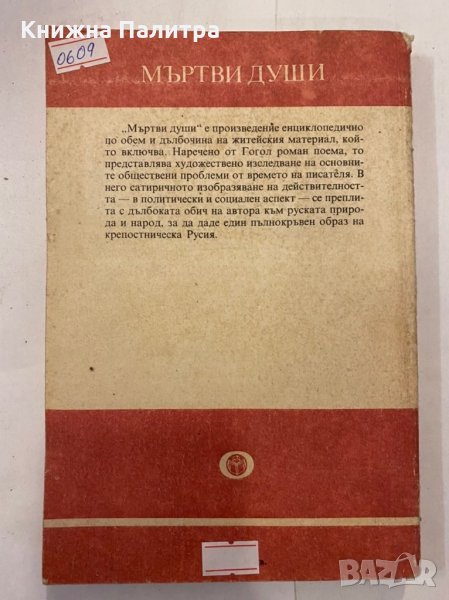 Книжна Палитра
0609
МЪРТВИ ДУШИ
„Мъртви души“ е произведение енциклопедично
по обем и дълбочина на житейския материал, кой-
то включва. Наречено от Гогол роман поема, то
представлява художествено изследване на основни-
те обществени проблеми от времето на писателя. В
него сатиричното изобразяване на действителност-
та — в политически и социален аспект — се препли-
та с дълбоката обич на автора към руската приро-
да и народ, за да даде един пълнокръвен образ на
крепостническа Русия.
BAZAR